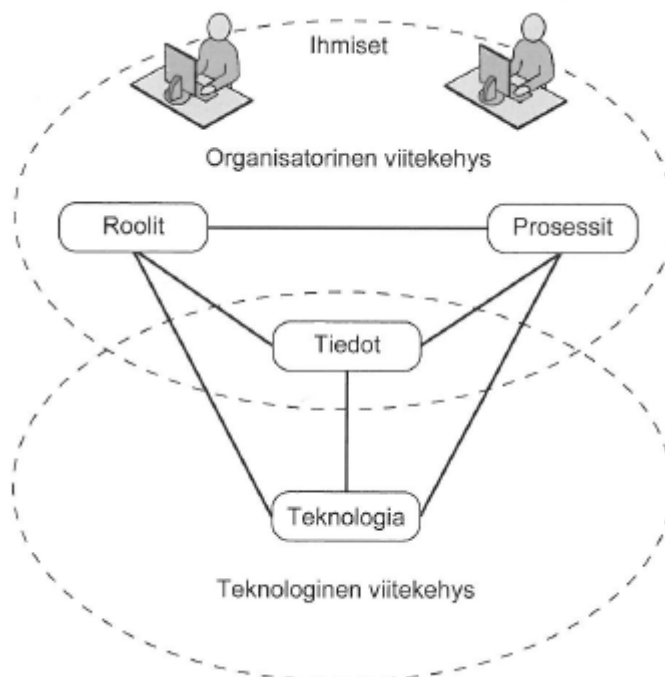 Ihmiset
Organisatorinen viitekehys
Roolit
Prosessit
Tiedot
Teknologia
Teknologinen viitekehys